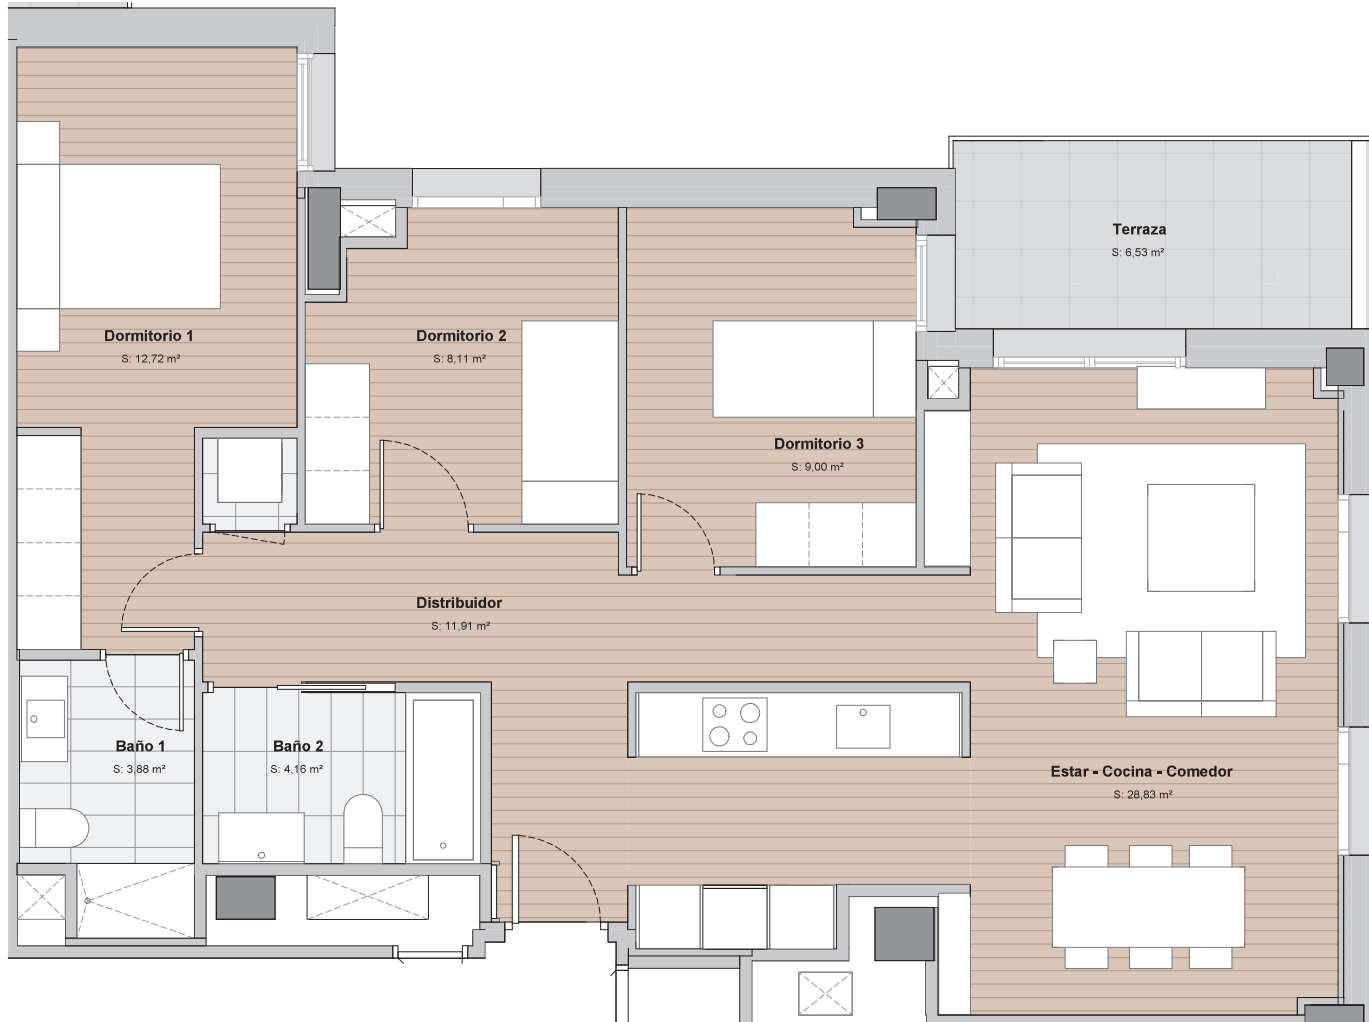 Terraza
S: 6,53 m²
Dormitorio 1
S: 12,72 m²
Dormitorio 2
S: 8,11 m²
Dormitorio 3
S: 9,00 m²
Distribuidor
S: 11,91 m²
Baño 1
S: 3,88 m²
Baño 2
S: 4,16 m²
Estar - Cocina - Comedor
S: 28,83 m²